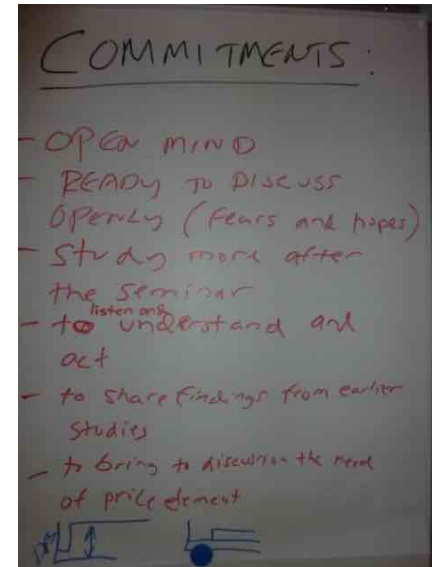 COMMITMENTS:
- OPEN MIND
- READY TO DISCUSS
OPENLY (fears and hopes)
- study more after
the seminar
- to listen and understand and
act
- to share findings from earlier
studies
- to bring to discussion the need
of price element